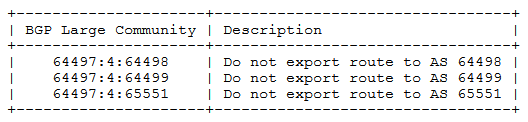 +---------------------+-----------------------------+
| BGP Large Community | Description                 |
+---------------------+-----------------------------+
|    64497:4:64498    | Do not export route to AS 64498 |
|    64497:4:64499    | Do not export route to AS 64499 |
|    64497:4:65551    | Do not export route to AS 65551 |
+---------------------+-----------------------------+